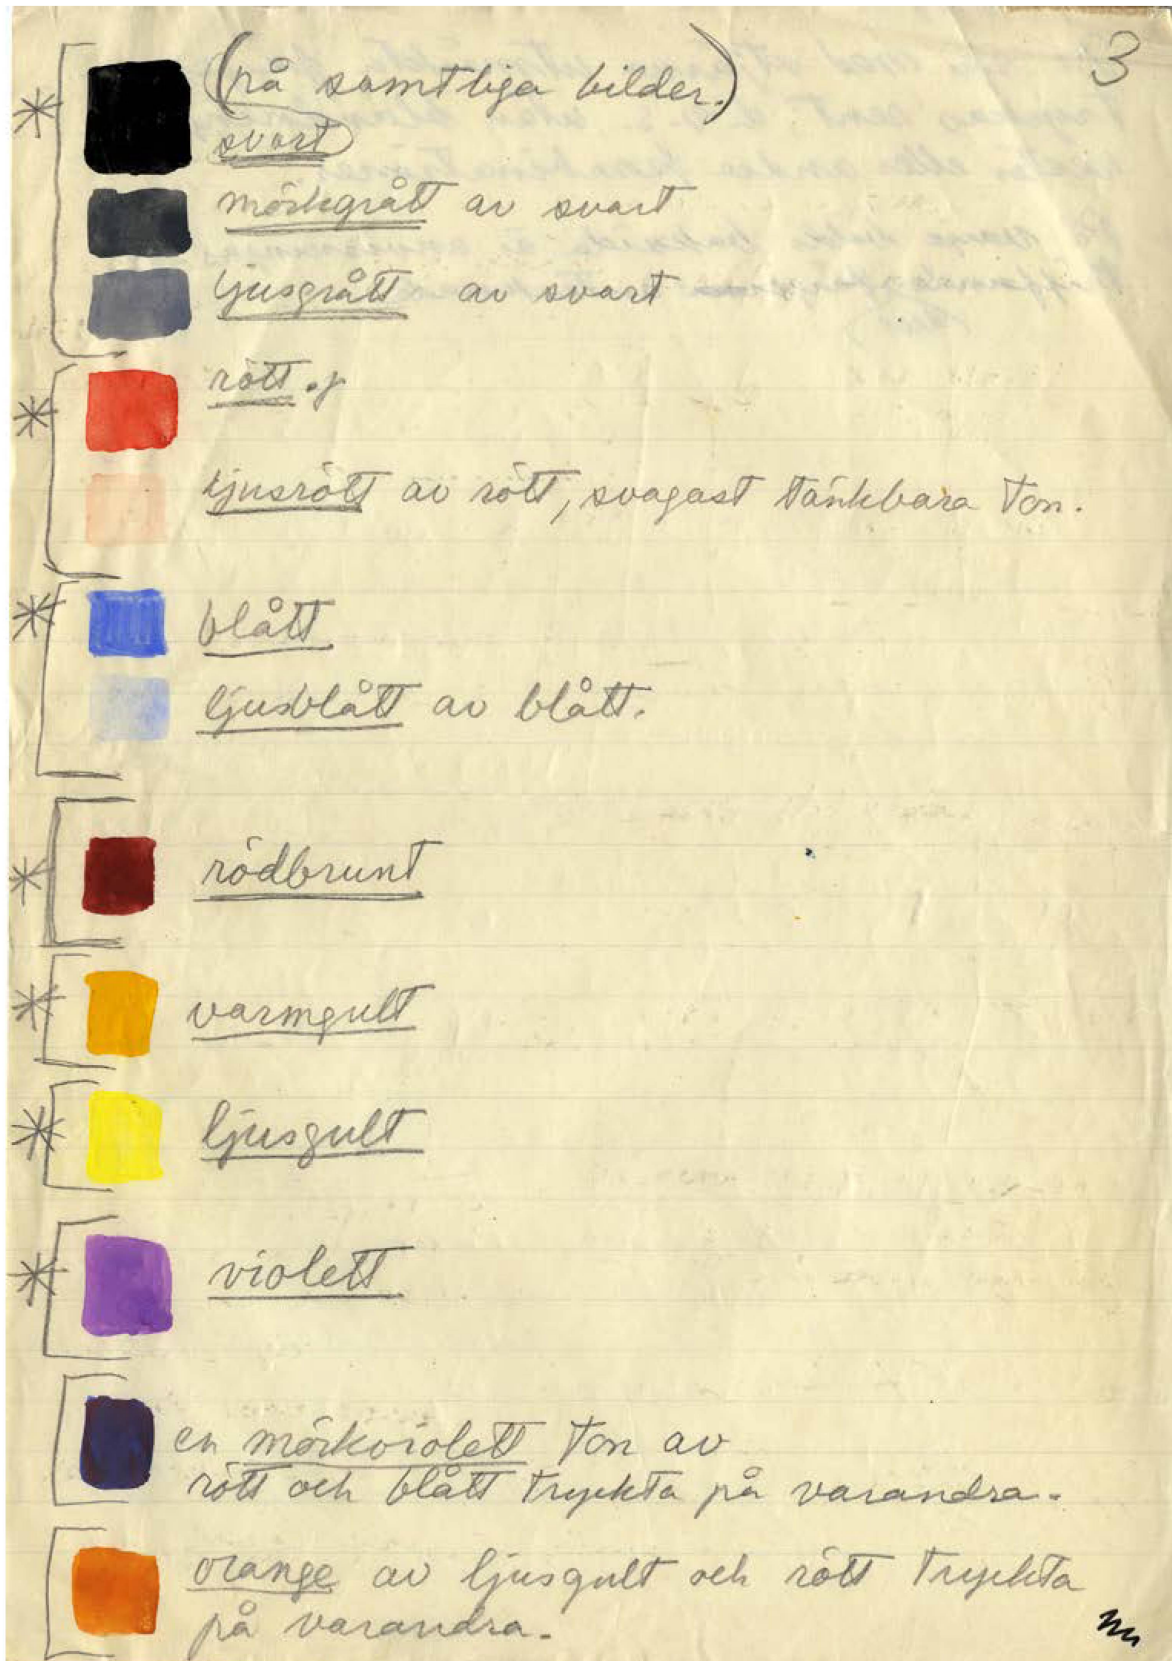 3
(på samtliga bilder.)
svart
mörkgrått av svart
ljusgrått av svart
rött.
ljusrött av rött, svagast tänkbara ton.
blått
ljusblått av blått.
rödbrunt
varmgult
ljusgult
violett
en mörkviolett ton av
rött och blått tryckta på varandra.
orange av ljusgult och rött tryckta
på varandra.